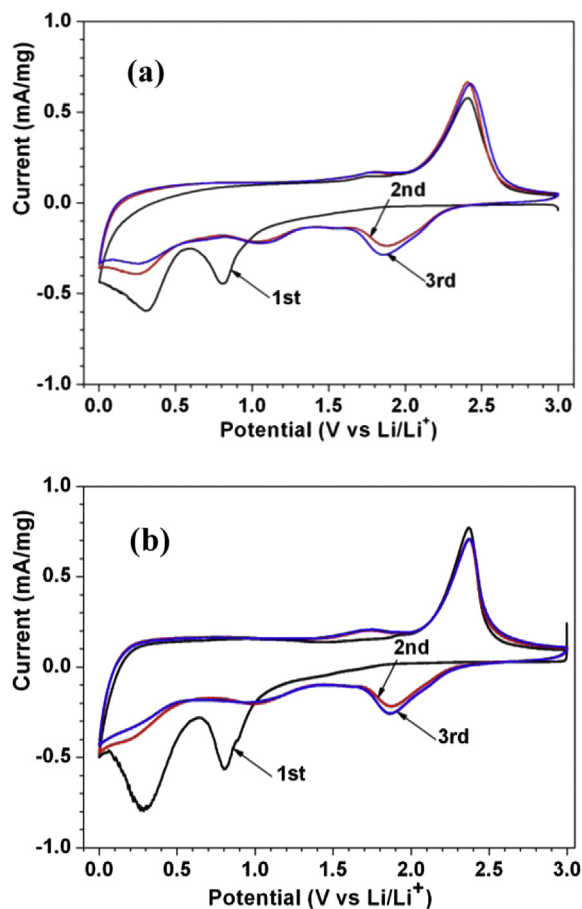 (a)
Current (mA/mg)
1.0
0.5
0.0
-0.5
-1.0
2nd
3rd
1st
0.0 0.5 1.0 1.5 2.0 2.5 3.0
Potential (V vs Li/Li⁺)
(b)
Current (mA/mg)
1.0
0.5
0.0
-0.5
-1.0
2nd
3rd
1st
0.0 0.5 1.0 1.5 2.0 2.5 3.0
Potential (V vs Li/Li⁺)